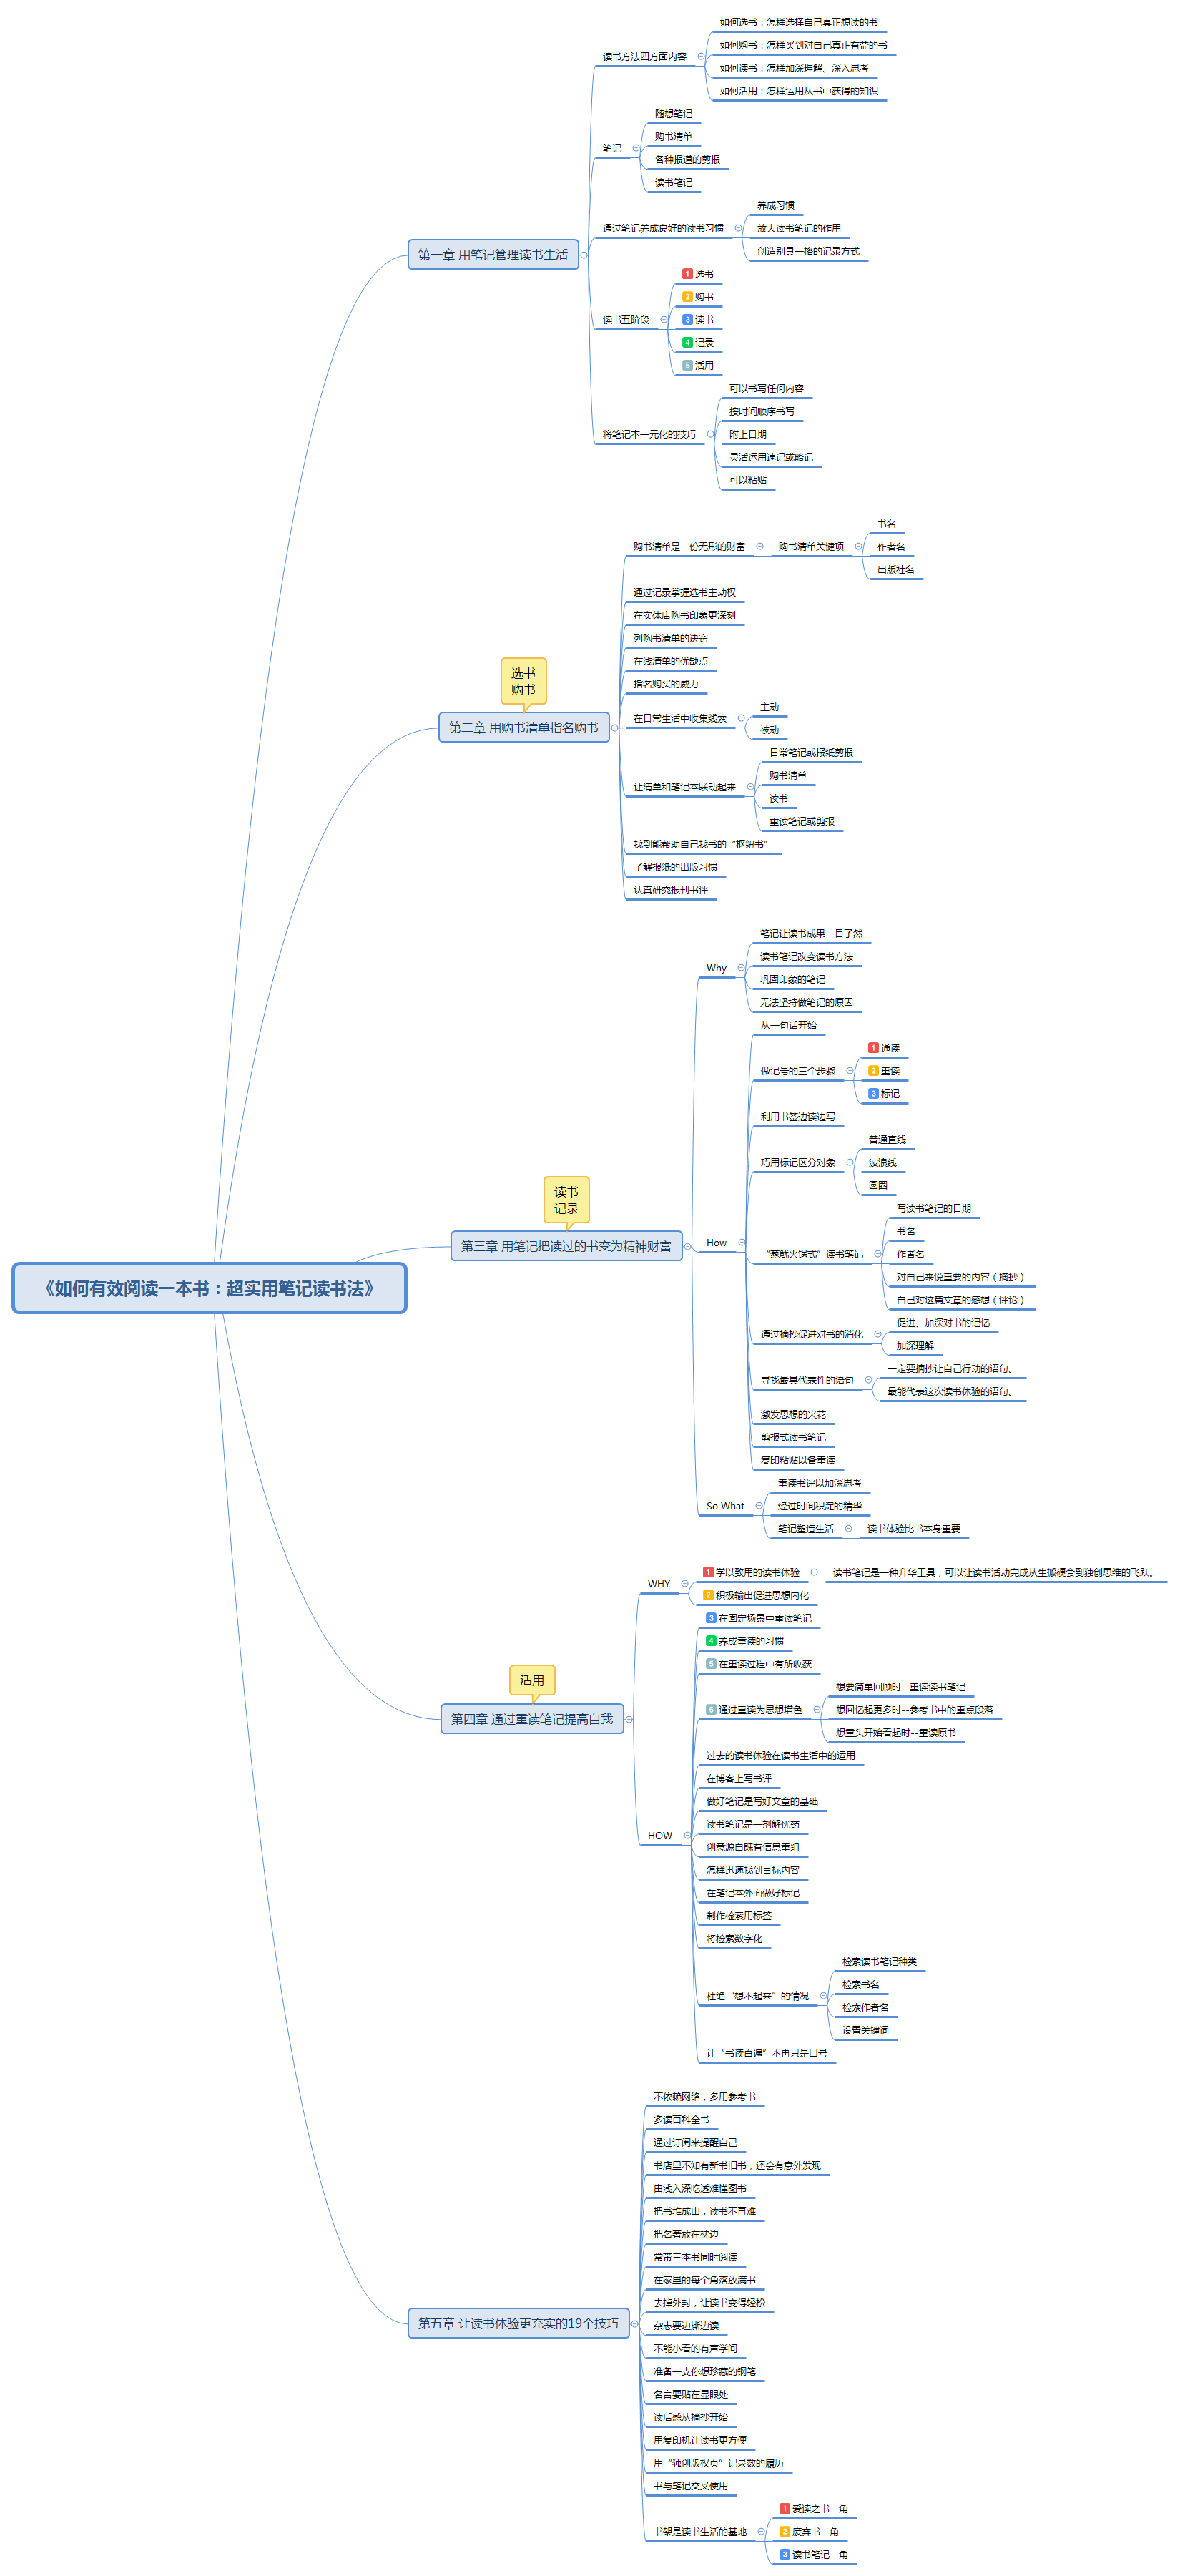 《如何有效阅读一本书：超实用笔记读书法》
第一章 用笔记管理读书生活
读书方法四方面内容
如何选书：怎样选择自己真正想读的书
如何购书：怎样买到对自己真正有益的书
如何读书：怎样加深理解、深入思考
如何活用：怎样运用从书中获得的知识
笔记
随想笔记
购书清单
各种报道的剪报
读书笔记
通过笔记养成良好的读书习惯
养成习惯
放大读书笔记的作用
创造别具一格的记录方式
读书五阶段
1 选书
2 购书
3 读书
4 记录
5 活用
将笔记本一元化的技巧
可以书写任何内容
按时间顺序书写
附上日期
灵活运用速记或略记
可以粘贴
选书
购书
第二章 用购书清单指名购书
购书清单是一份无形的财富
购书清单关键项
书名
作者名
出版社名
通过记录掌握选书主动权
在实体店购书印象更深刻
列购书清单的诀窍
在线清单的优缺点
指名购买的威力
在日常生活中收集线索
主动
被动
让清单和笔记本联动起来
日常笔记或报纸剪报
购书清单
读书
重读笔记或剪报
找到能帮助自己找书的“枢纽书”
了解报纸的出版习惯
认真研究报刊书评
读书
记录
第三章 用笔记把读过的书变为精神财富
Why
笔记让读书成果一目了然
读书笔记改变读书方法
巩固印象的笔记
无法坚持做笔记的原因
How
从一句话开始
做记号的三个步骤
1 通读
2 重读
3 标记
利用书签边读边写
巧用标记区分对象
普通直线
波浪线
圆圈
“葱鱿火锅式”读书笔记
写读书笔记的日期
书名
作者名
对自己来说重要的内容（摘抄）
自己对这篇文章的感想（评论）
通过摘抄促进对书的消化
促进、加深对书的记忆
加深理解
寻找最具代表性的语句
一定要摘抄让自己行动的语句。
最能代表这次读书体验的语句。
激发思想的火花
剪报式读书笔记
复印粘贴以备重读
So What
重读书评以加深思考
经过时间积淀的精华
笔记塑造生活
读书体验比书本身重要
活用
第四章 通过重读笔记提高自我
WHY
1 学以致用的读书体验
读书笔记是一种升华工具，可以让读书活动完成从生搬硬套到独创思维的飞跃。
2 积极输出促进思想内化
HOW
3 在固定场景中重读笔记
4 养成重读的习惯
5 在重读过程中有所收获
6 通过重读为思想增色
想要简单回顾时--重读读书笔记
想回忆起更多时--参考书中的重点段落
想重头开始看起时--重读原书
过去的读书体验在读书生活中的运用
在博客上写书评
做好笔记是写好文章的基础
读书笔记是一剂解忧药
创意源自既有信息重组
怎样迅速找到目标内容
在笔记本外面做好标记
制作检索用标签
将检索数字化
杜绝“想不起来”的情况
检索读书笔记种类
检索书名
检索作者名
设置关键词
让“书读百遍”不再只是口号
第五章 让读书体验更充实的19个技巧
不依赖网络，多用参考书
多读百科全书
通过订阅来提醒自己
书店里不知有新书旧书，还会有意外发现
由浅入深吃透难懂图书
把书堆成山，读书不再难
把名著放在枕边
常带三本书同时阅读
在家里的每个角落放满书
去掉外封，让读书变得轻松
杂志要边撕边读
不能小看的有声学问
准备一支你想珍藏的钢笔
名言要贴在显眼处
读后感从摘抄开始
用复印机让读书更方便
用“独创版权页”记录数的履历
书与笔记交叉使用
书架是读书生活的基地
1 爱读之书一角
2 废弃书一角
3 读书笔记一角